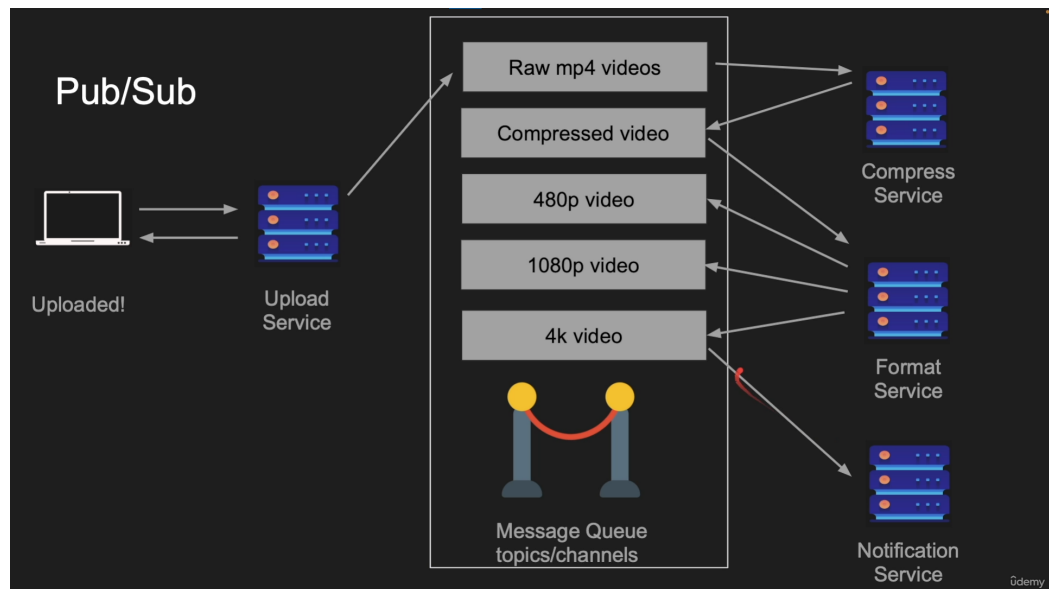 Pub/Sub
Uploaded!
Upload
Service
Raw mp4 videos
Compressed video
480p video
1080p video
4k video
Message Queue
topics/channels
Compress
Service
Format
Service
Notification
Service
ûdemy